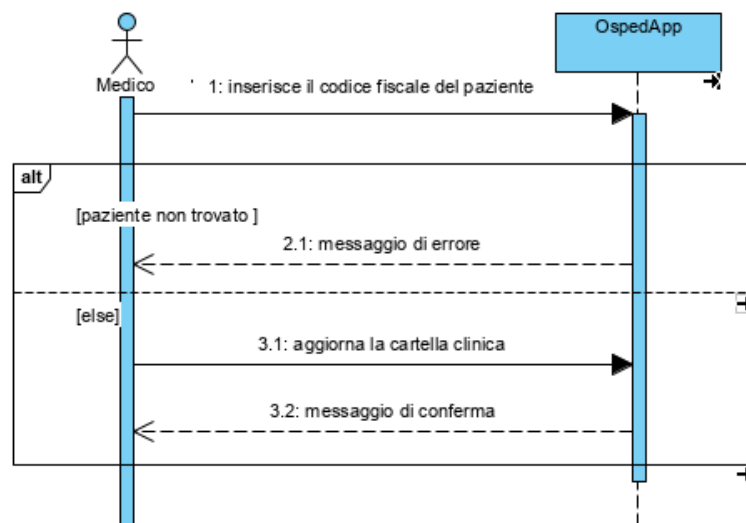 OspedApp
Medico
1: inserisce il codice fiscale del paziente
alt
[paziente non trovato ]
2.1: messaggio di errore
[else]
3.1: aggiorna la cartella clinica
3.2: messaggio di conferma